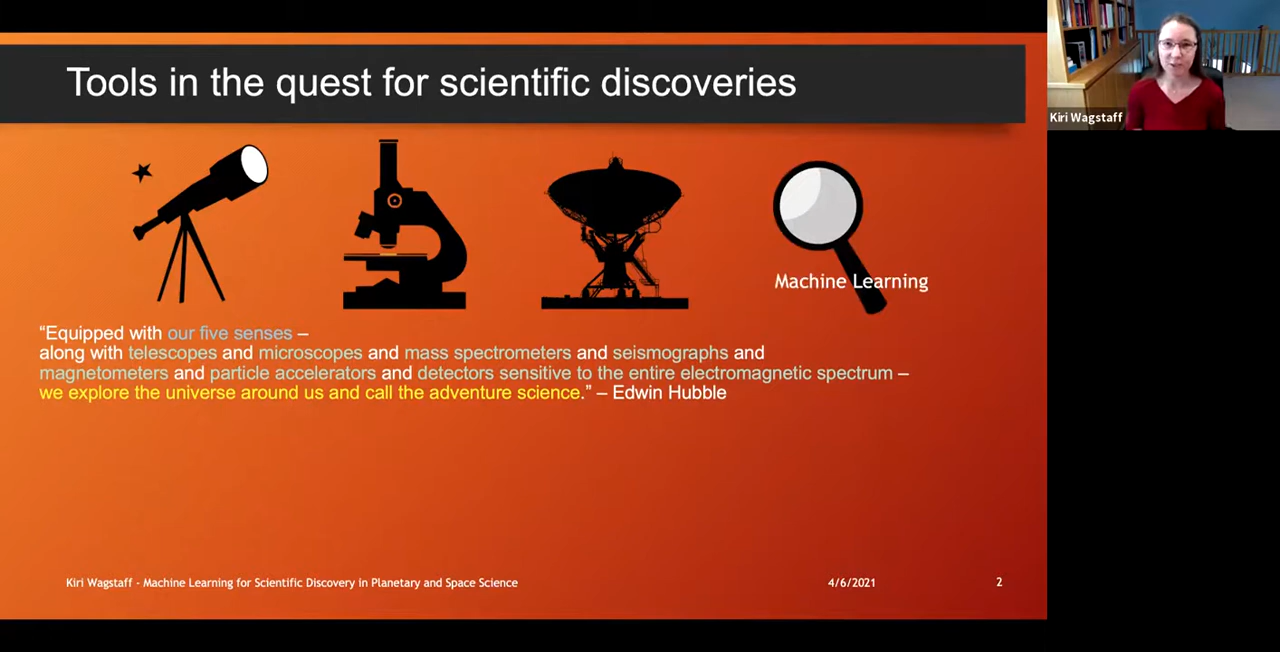 Tools in the quest for scientific discoveries
Kiri Wagstaff
Machine Learning
“Equipped with our five senses –
along with telescopes and microscopes and mass spectrometers and seismographs and
magnetometers and particle accelerators and detectors sensitive to the entire electromagnetic spectrum –
we explore the universe around us and call the adventure science.” – Edwin Hubble
Kiri Wagstaff - Machine Learning for Scientific Discovery in Planetary and Space Science
4/6/2021
2